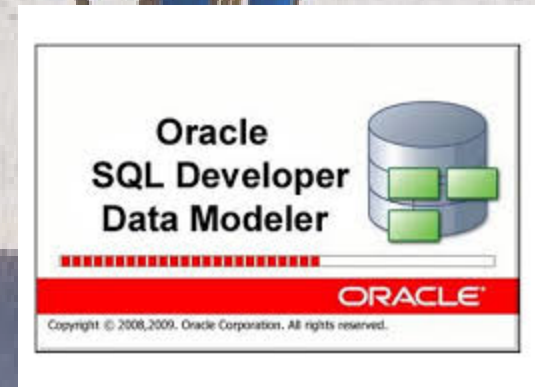 Oracle
SQL Developer
Data Modeler
ORACLE®
Copyright © 2008,2009. Oracle Corporation. All rights reserved.